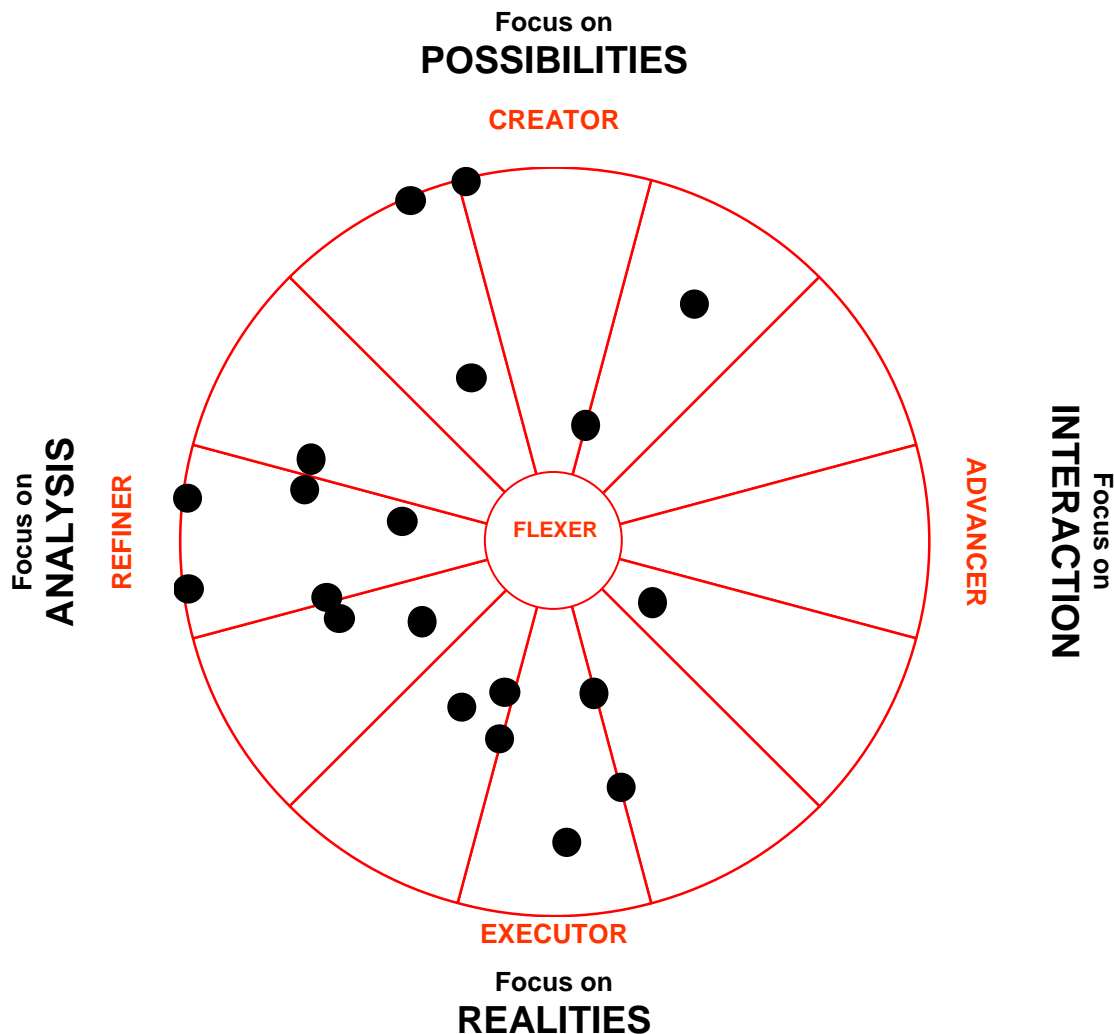 Focus on
POSSIBILITIES
CREATOR
Focus on
ANALYSIS
REFINER
FLEXER
ADVANCER
INTERACTION
Focus on
EXECUTOR
Focus on
REALITIES